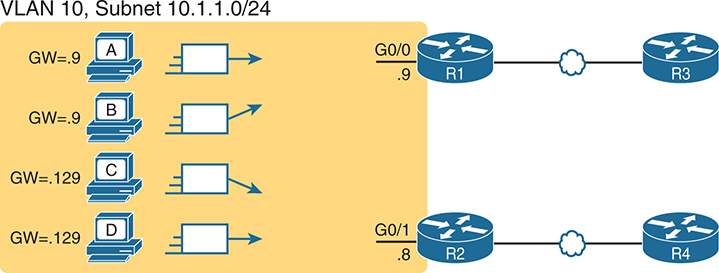 VLAN 10, Subnet 10.1.1.0/24
GW=.9
A
G0/0
.9
R1
R3
GW=.9
B
GW=.129
C
GW=.129
D
G0/1
.8
R2
R4